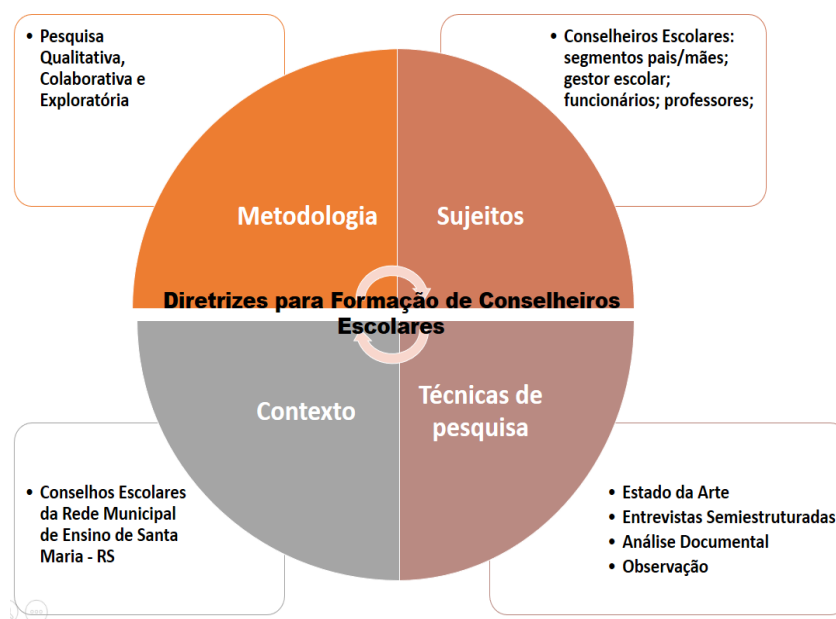 • Pesquisa
Qualitativa,
Colaborativa e
Exploratória
• Conselheiros Escolares:
segmentos pais/mães;
gestor escolar;
funcionários; professores;
Metodologia
Sujeitos
Diretrizes para Formação de Conselheiros
Escolares
Contexto
Técnicas de
pesquisa
• Conselhos Escolares
da Rede Municipal
de Ensino de Santa
Maria - RS
• Estado da Arte
• Entrevistas Semiestruturadas
• Análise Documental
• Observação